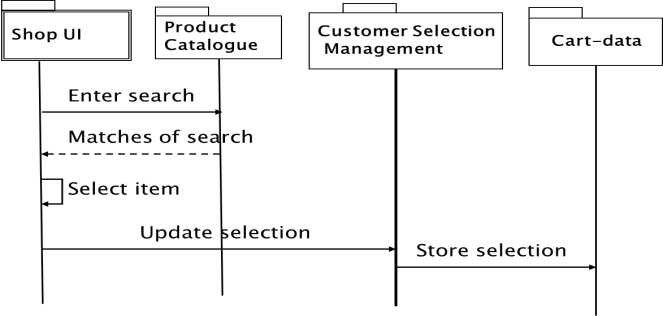 Shop UI
Product
Catalogue
Customer Selection
Management
Cart-data
Enter search
Matches of search
Select item
Update selection
Store selection